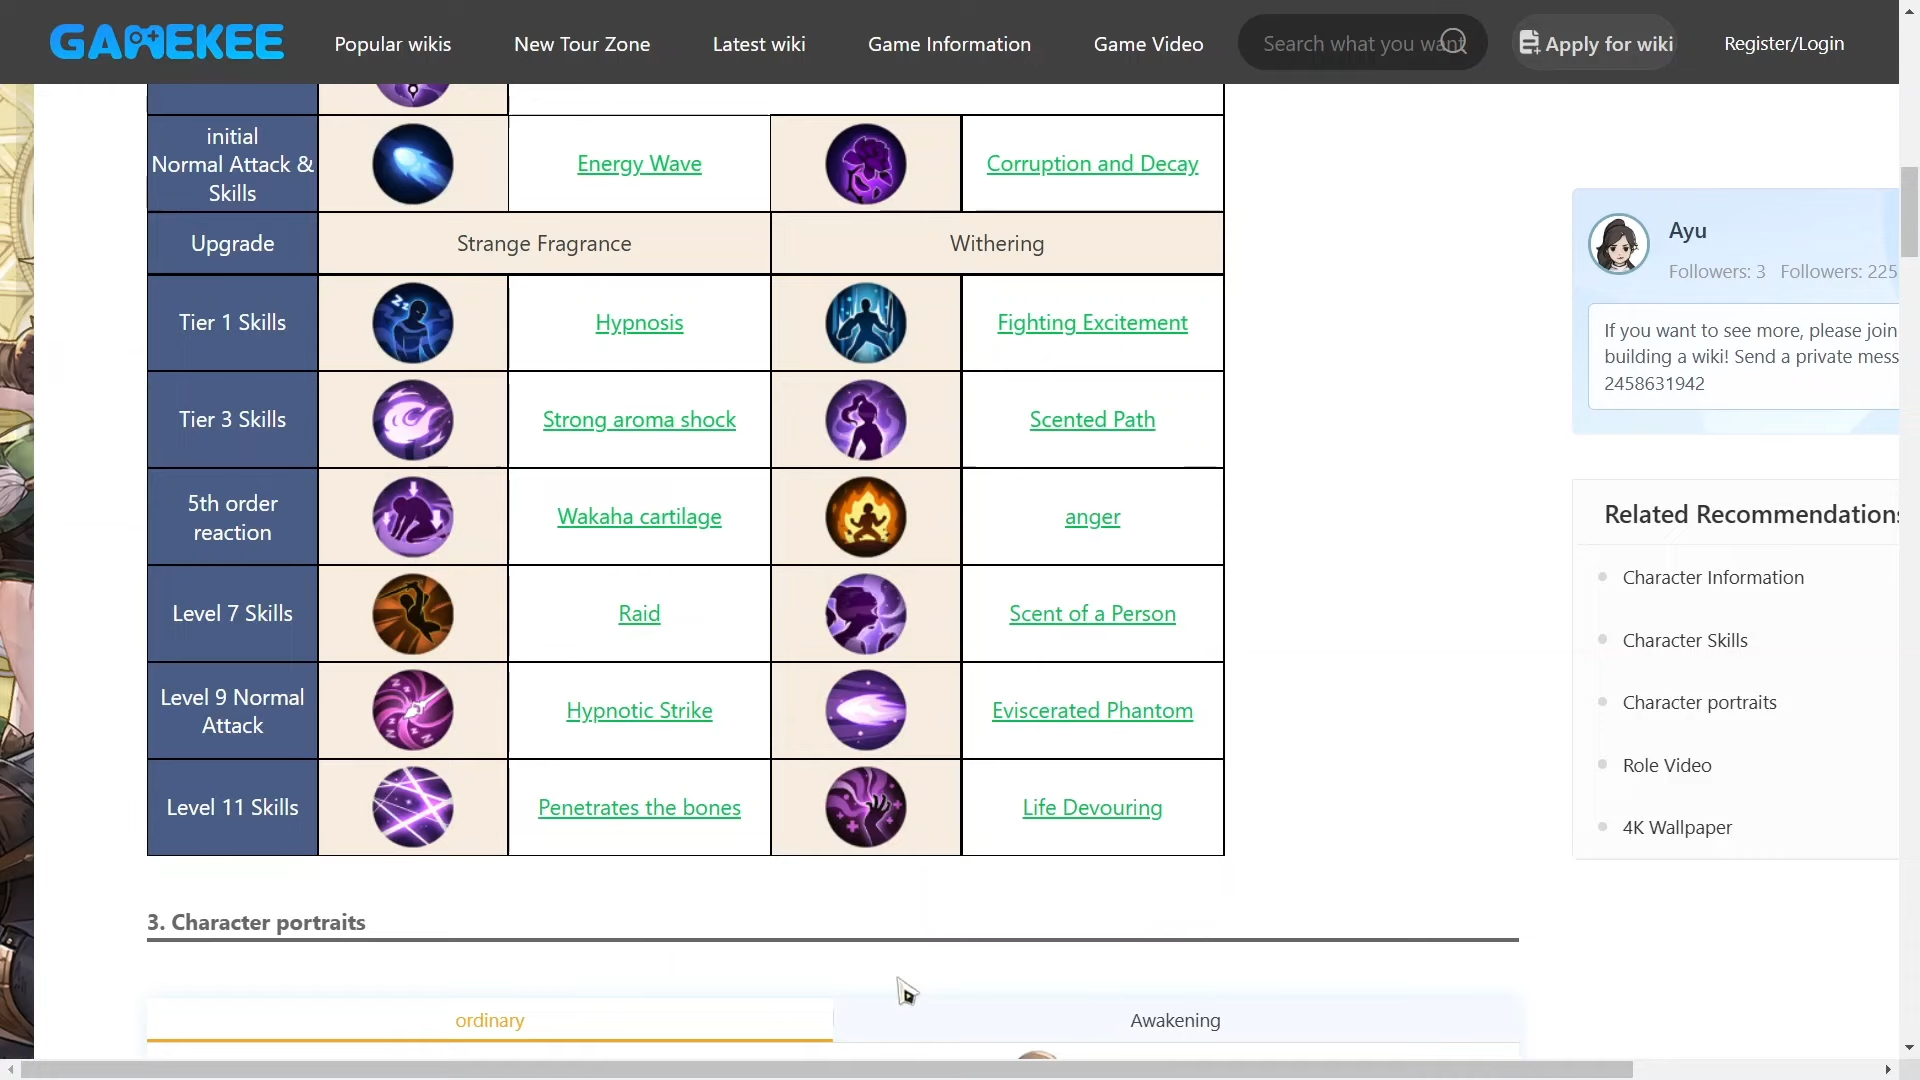 GAMEKEE
Popular wikis
New Tour Zone
Latest wiki
Game Information
Game Video
Search what you want
Apply for wiki
Register/Login
initial
Normal Attack &
Skills
Energy Wave
Corruption and Decay
Upgrade
Strange Fragrance
Withering
Tier 1 Skills
Hypnosis
Fighting Excitement
Tier 3 Skills
Strong aroma shock
Scented Path
5th order
reaction
Wakaha cartilage
anger
Level 7 Skills
Raid
Scent of a Person
Level 9 Normal
Attack
Hypnotic Strike
Eviscerated Phantom
Level 11 Skills
Penetrates the bones
Life Devouring
3. Character portraits
ordinary
Awakening
Ayu
Followers: 3 Followers: 225
If you want to see more, please join
building a wiki! Send a private mess
2458631942
Related Recommendations
Character Information
Character Skills
Character portraits
Role Video
4K Wallpaper